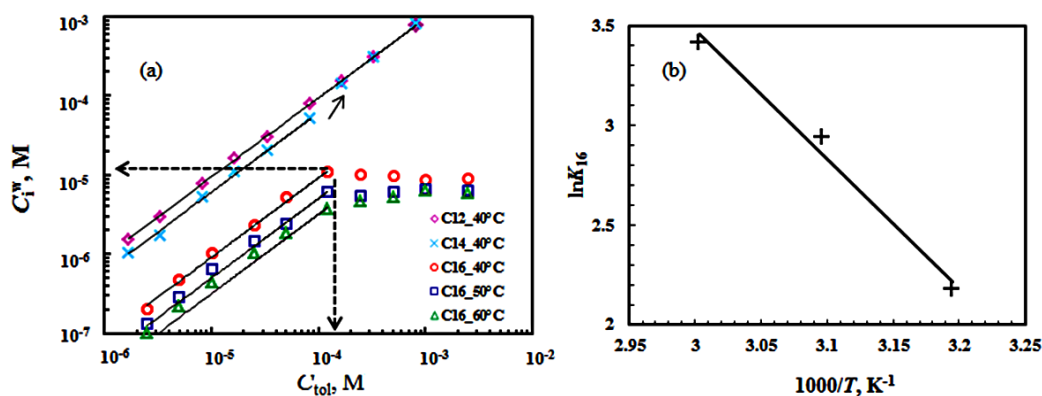 (a)
10⁻³
10⁻⁴
10⁻⁵
10⁻⁶
10⁻⁷
Cᵢʷ, M
C12_40°C
C14_40°C
C16_40°C
C16_50°C
C16_60°C
10⁻⁶ 10⁻⁵ 10⁻⁴ 10⁻³ 10⁻²
Ctol, M
(b)
3.5
3
2.5
2
lnK16
2.95 3 3.05 3.1 3.15 3.2 3.25
1000/T, K⁻¹